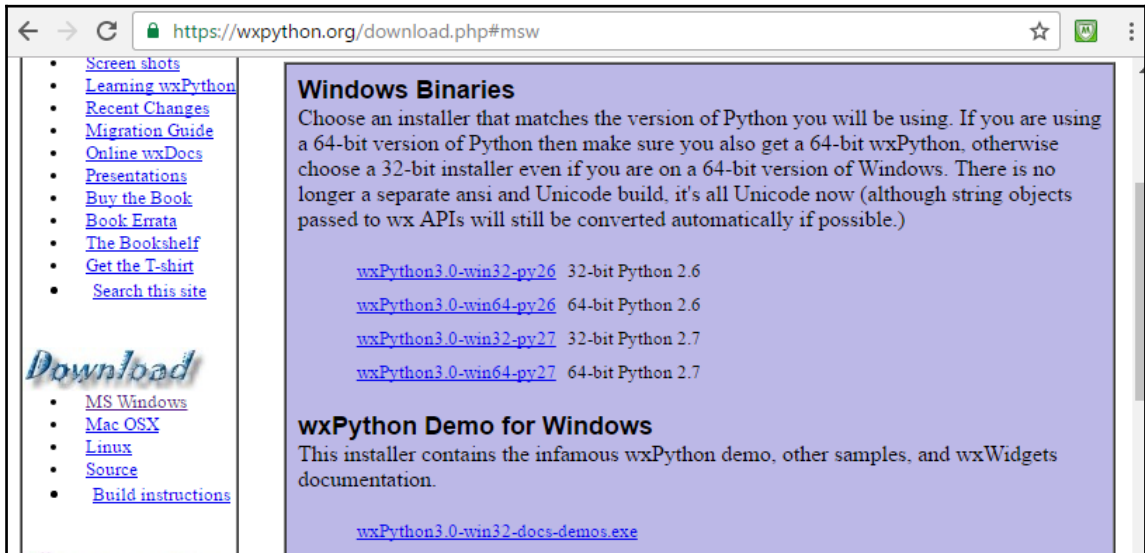 https://wxpython.org/download.php#msw
Screen shots
Learning wxPython
Recent Changes
Migration Guide
Online wxDocs
Presentations
Buy the Book
Book Errata
The Bookshelf
Get the T-shirt
Search this site
Download
MS Windows
Mac OSX
Linux
Source
Build instructions
Windows Binaries
Choose an installer that matches the version of Python you will be using. If you are using
a 64-bit version of Python then make sure you also get a 64-bit wxPython, otherwise
choose a 32-bit installer even if you are on a 64-bit version of Windows. There is no
longer a separate ansi and Unicode build, it's all Unicode now (although string objects
passed to wx APIs will still be converted automatically if possible.)
wxPython3.0-win32-py26 32-bit Python 2.6
wxPython3.0-win64-py26 64-bit Python 2.6
wxPython3.0-win32-py27 32-bit Python 2.7
wxPython3.0-win64-py27 64-bit Python 2.7
wxPython Demo for Windows
This installer contains the infamous wxPython demo, other samples, and wxWidgets
documentation.
wxPython3.0-win32-docs-demos.exe